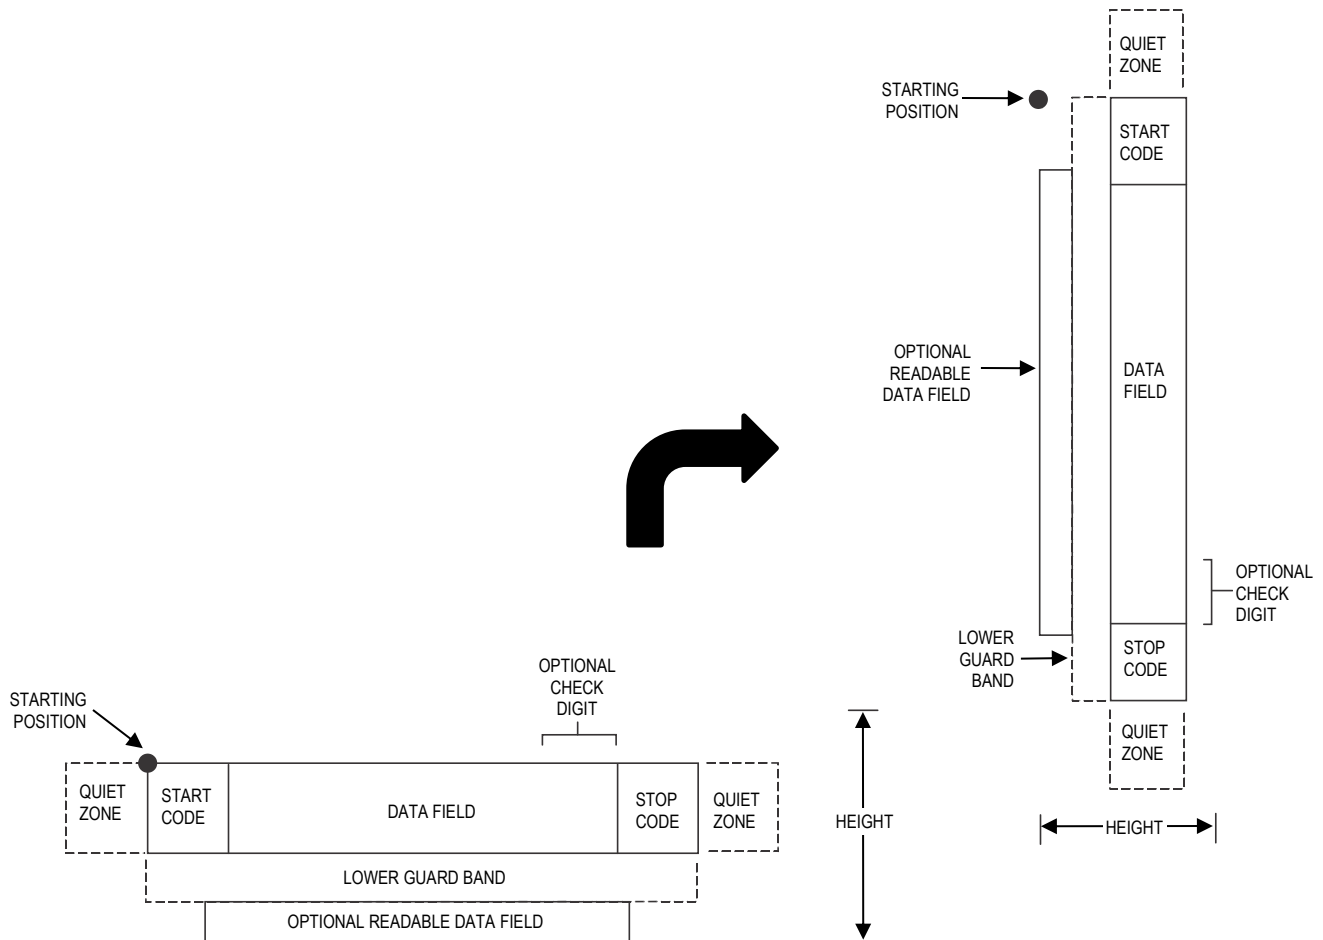 QUIET
ZONE
STARTING
POSITION
START
CODE
OPTIONAL
READABLE
DATA FIELD
DATA
FIELD
OPTIONAL
CHECK
DIGIT
LOWER
GUARD
BAND
STOP
CODE
QUIET
ZONE
HEIGHT
OPTIONAL
CHECK
DIGIT
STARTING
POSITION
QUIET
ZONE
START
CODE
DATA FIELD
STOP
CODE
QUIET
ZONE
HEIGHT
LOWER GUARD BAND
OPTIONAL READABLE DATA FIELD